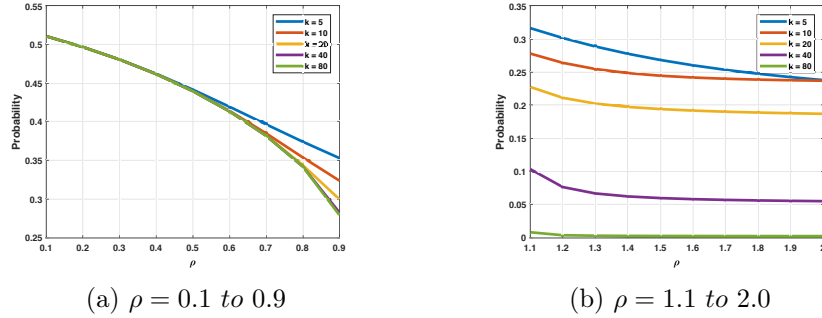 0.55
0.5
0.45
0.4
0.35
0.3
0.25
Probability
0.1 0.2 0.3 0.4 0.5 0.6 0.7 0.8 0.9
ρ
k = 5
k = 10
k = 20
k = 40
k = 80
(a) ρ = 0.1 to 0.9
0.35
0.3
0.25
0.2
0.15
0.1
0.05
0
Probability
1.1 1.2 1.3 1.4 1.5 1.6 1.7 1.8 1.9 2
ρ
k = 5
k = 10
k = 20
k = 40
k = 80
(b) ρ = 1.1 to 2.0